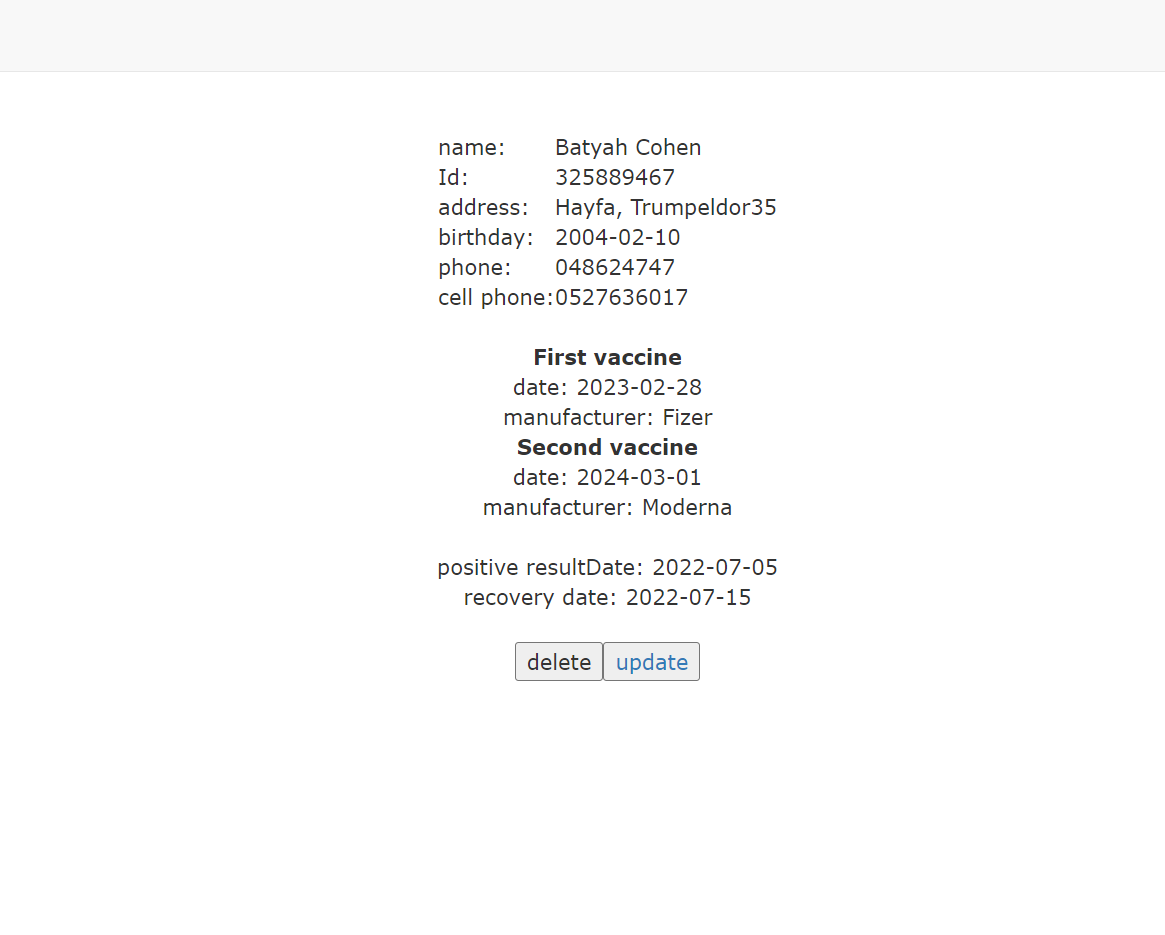 name: Batyah Cohen
Id: 325889467
address: Hayfa, Trumpeldor35
birthday: 2004-02-10
phone: 048624747
cell phone:0527636017
First vaccine
date: 2023-02-28
manufacturer: Fizer
Second vaccine
date: 2024-03-01
manufacturer: Moderna
positive resultDate: 2022-07-05
recovery date: 2022-07-15
delete update